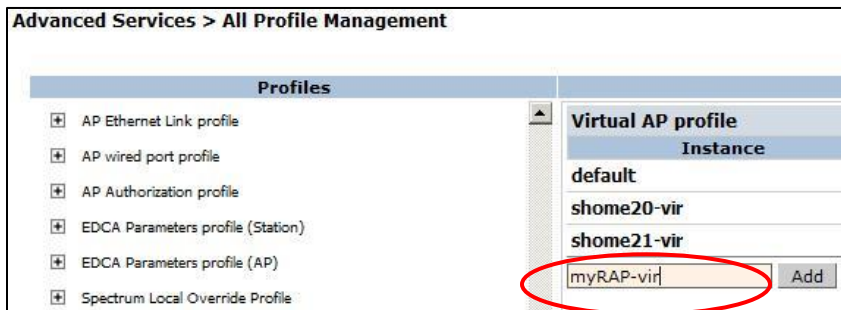 Advanced Services > All Profile Management
Profiles
AP Ethernet Link profile
AP wired port profile
AP Authorization profile
EDCA Parameters profile (Station)
EDCA Parameters profile (AP)
Spectrum Local Override Profile
Virtual AP profile
Instance
default
shome20-vir
shome21-vir
myRAP-vir Add